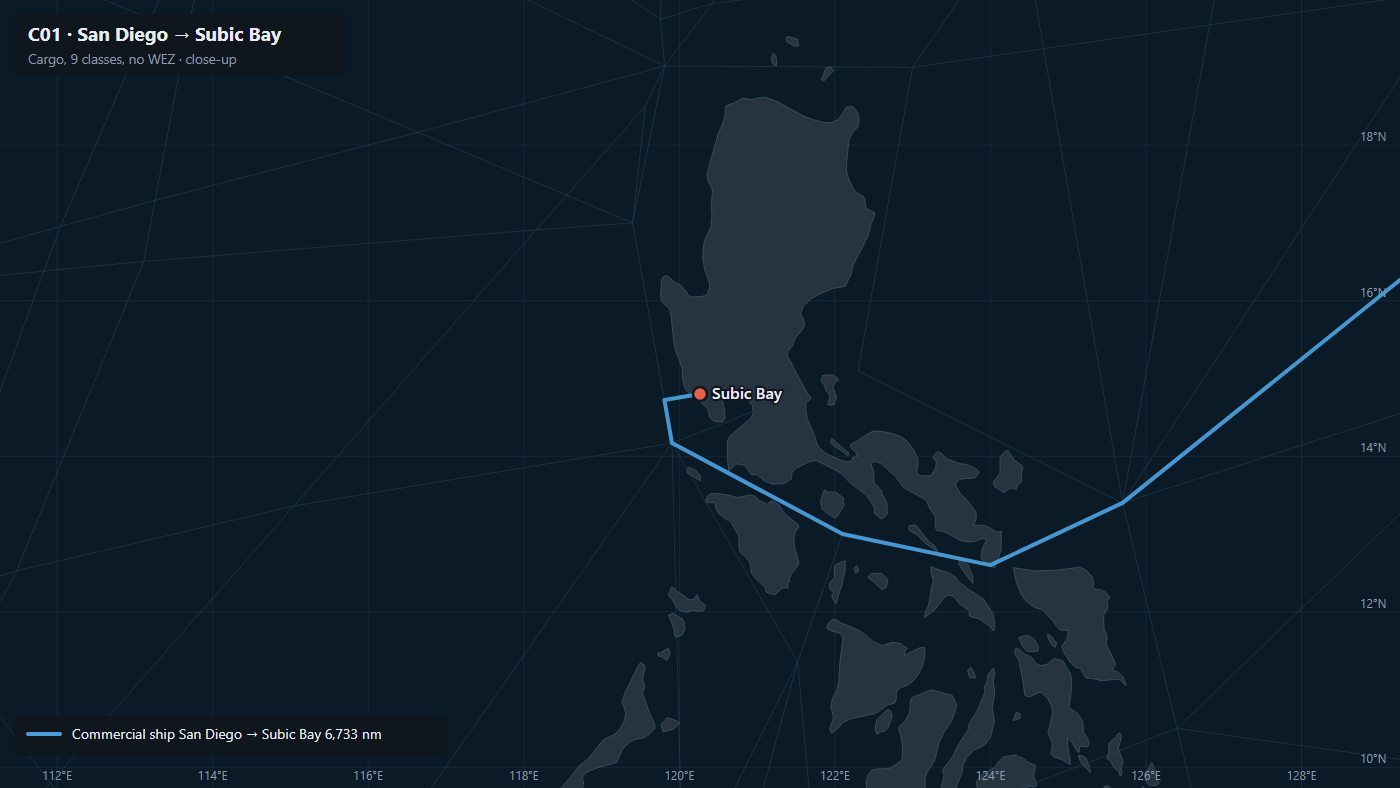 C01 · San Diego → Subic Bay
Cargo, 9 classes, no WEZ · close-up
18°N
16°N
Subic Bay
14°N
12°N
Commercial ship San Diego → Subic Bay 6,733 nm
10°N
112°E
114°E
116°E
118°E
120°E
122°E
124°E
126°E
128°E